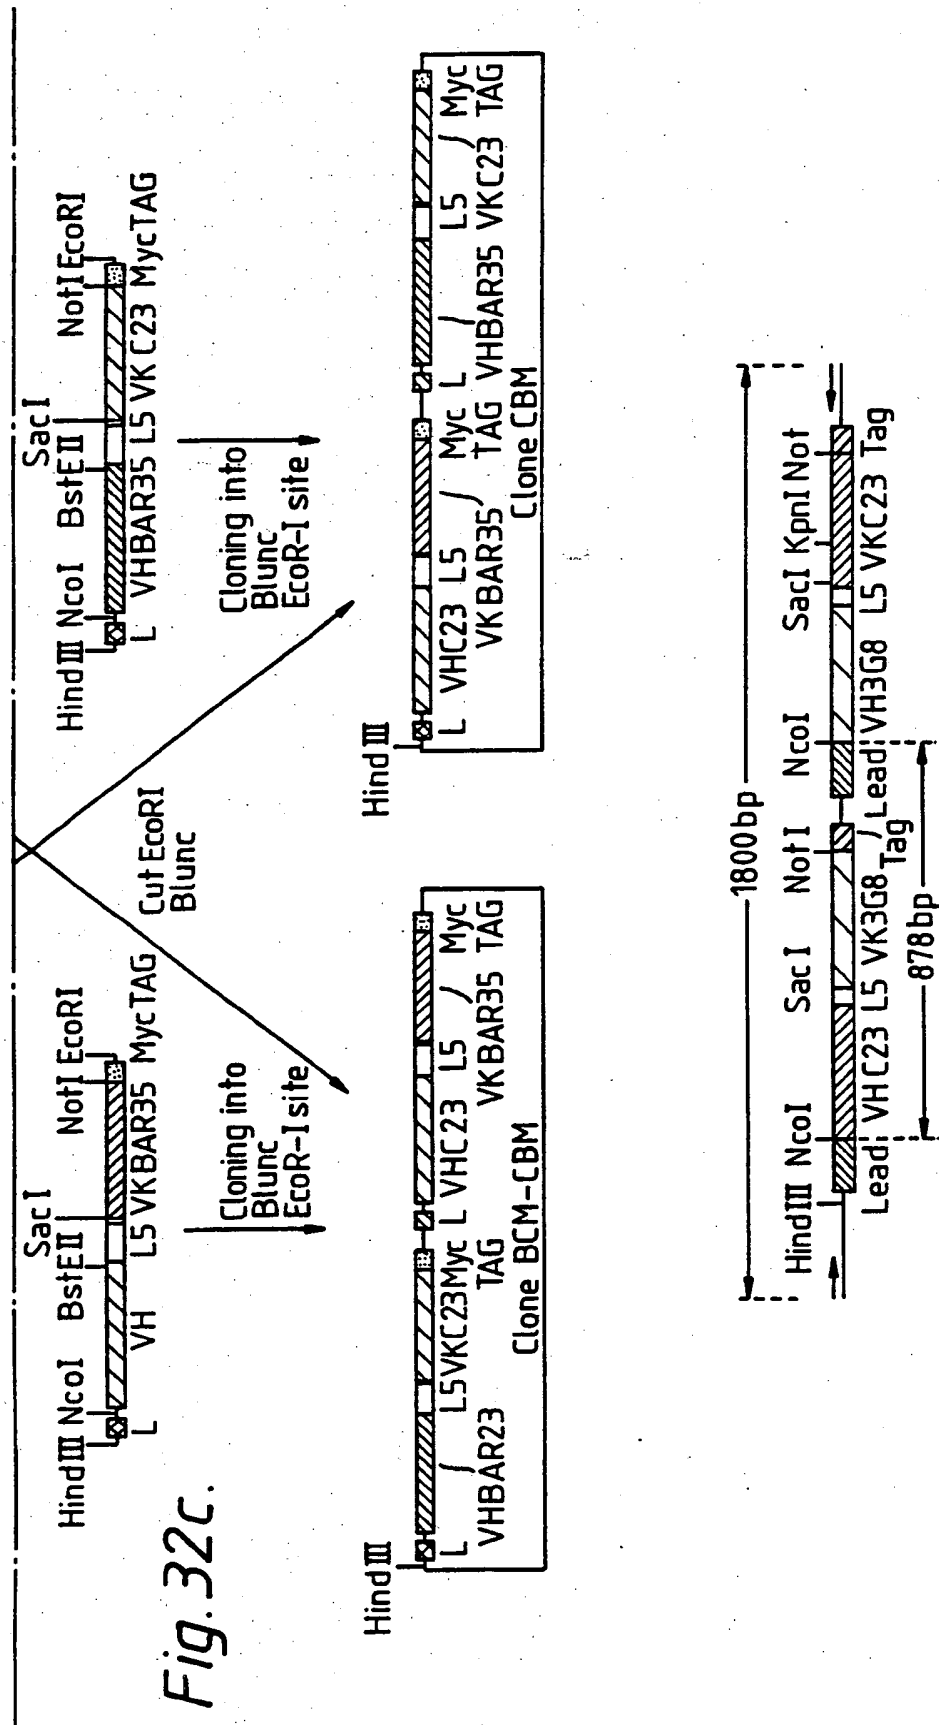 Fig. 32c.
HindIII NcoI BstEII SacI NotI EcoRI
L VH L5 VKBAR35 MycTAG
HindIII NcoI BstEII SacI NotI EcoRI
L VHBAR35 L5 VKC23 MycTAG
Cloning into
Blunc
EcoR-I site
Cut EcoRI
Blunc
Cloning into
Blunc
EcoR-I site
HindIII
L VHBAR23 L5 VKC23 Myc TAG L VHC23 L5 VKBAR35 Myc TAG
Clone BCM-CBM
HindIII
L VHC23 L5 VKBAR35 Myc TAG L VHBAR35 L5 VKC23 Myc TAG
Clone CBM
1800bp
HindIII NcoI SacI NotI NcoI SacI KpnI Not
Lead VHC23 L5 VK3G8 Tag Lead VH3G8 L5 VKC23 Tag
878bp